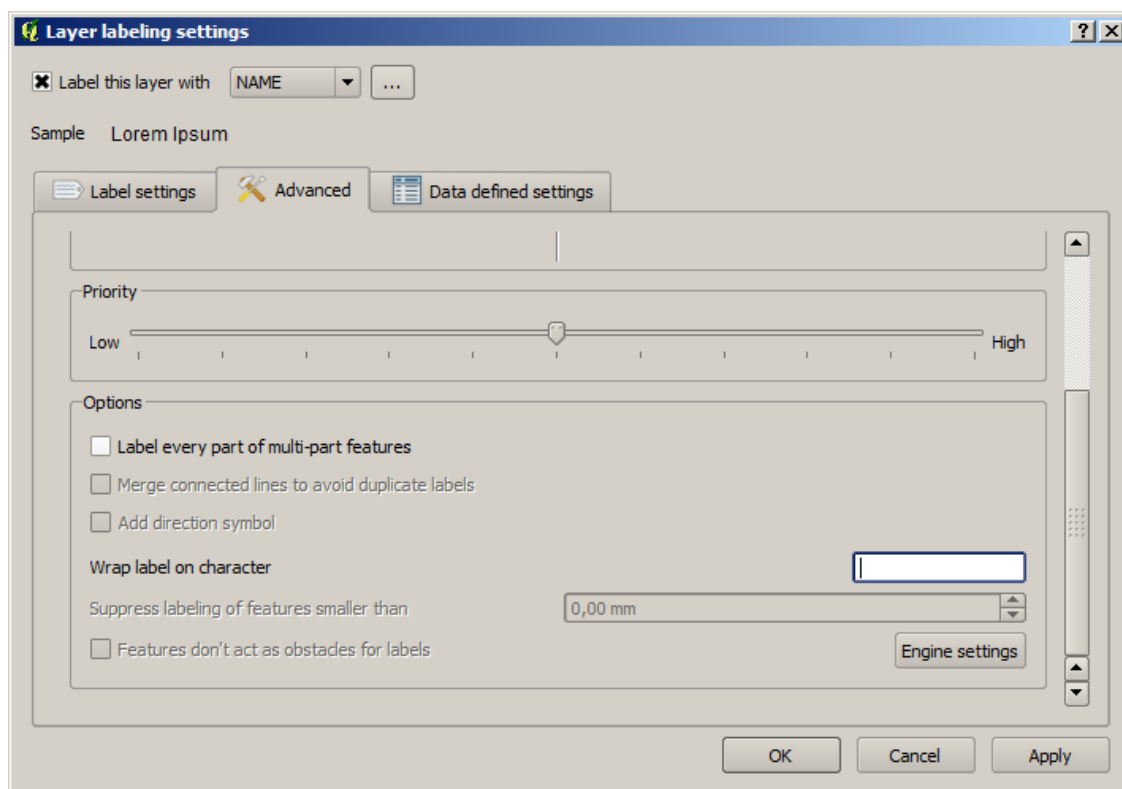 Layer labeling settings
Label this layer with NAME ...
Sample Lorem Ipsum
Label settings Advanced Data defined settings
Priority
Low High
Options
Label every part of multi-part features
Merge connected lines to avoid duplicate labels
Add direction symbol
Wrap label on character
Suppress labeling of features smaller than 0,00 mm
Features don't act as obstacles for labels Engine settings
OK Cancel Apply